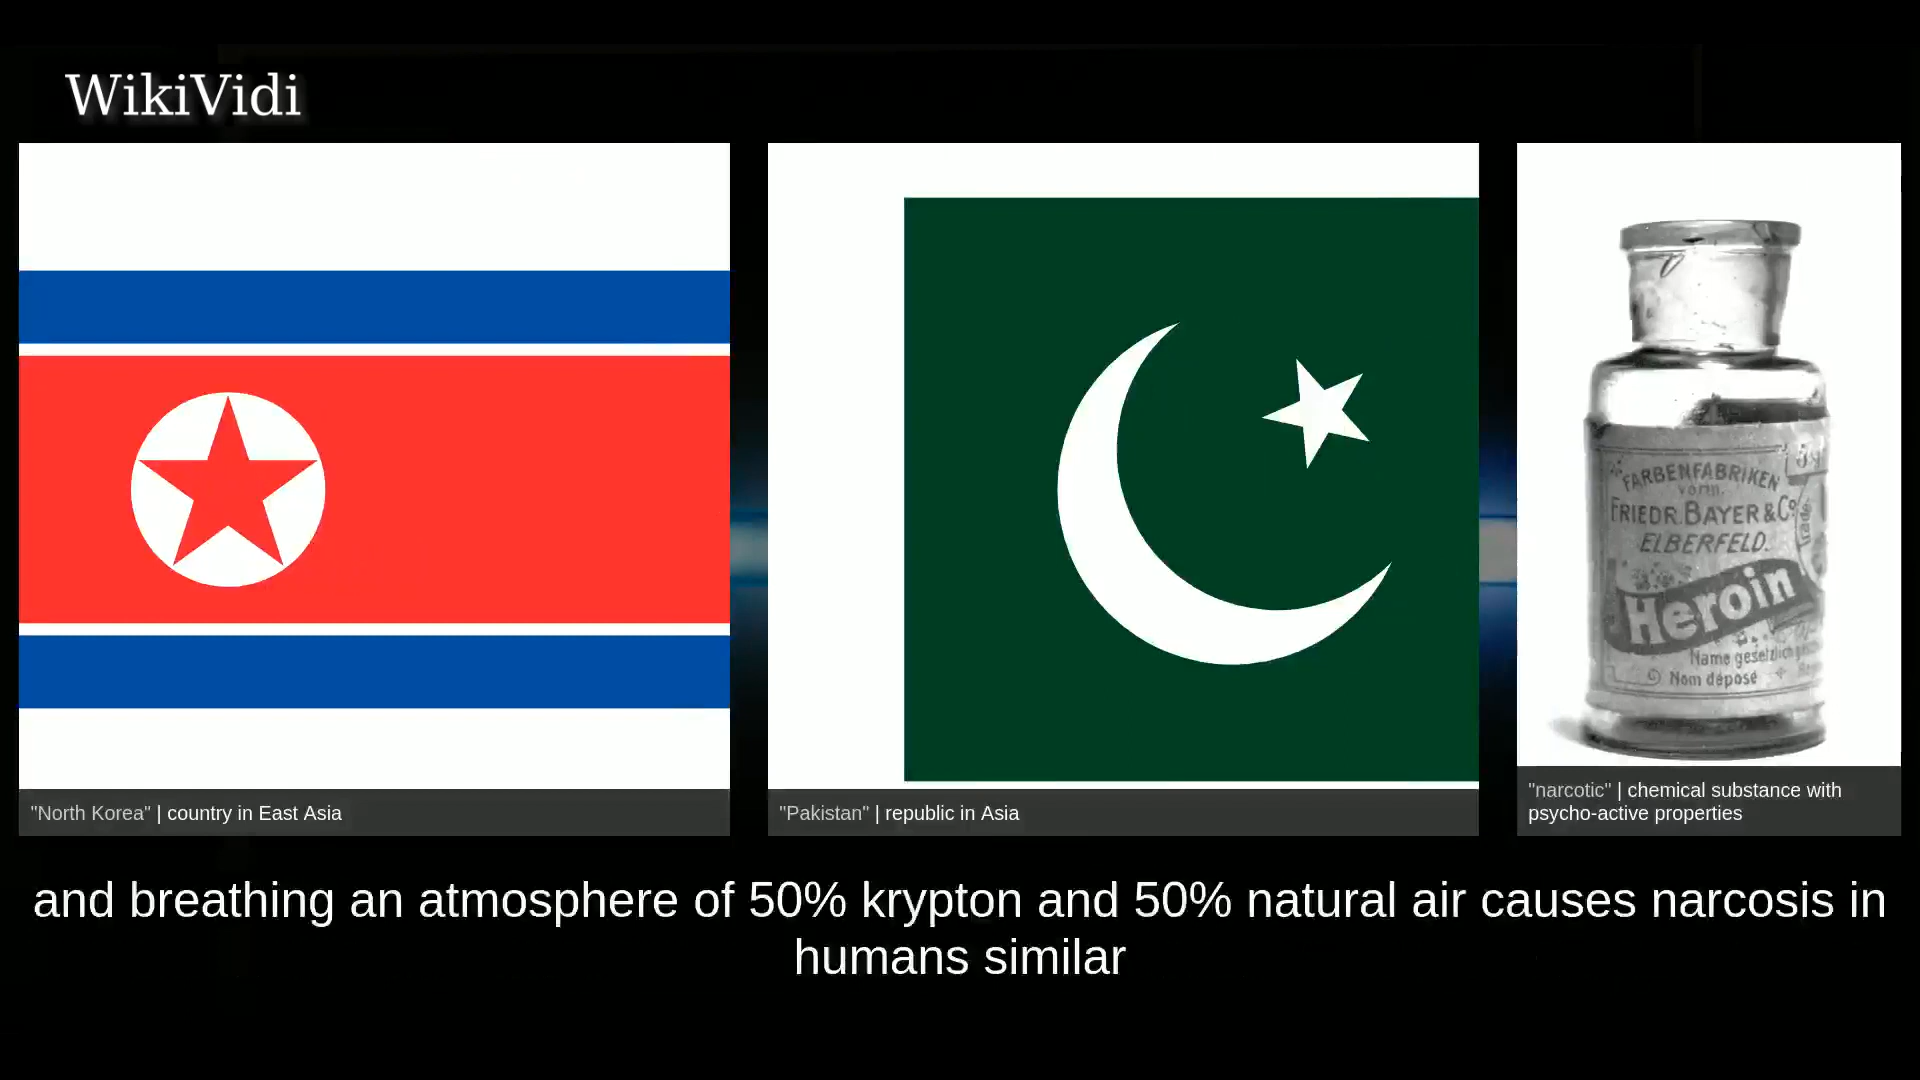 WikiVidi
FARBENFABRIKEN
vorm.
FRIEDR. BAYER & Co
ELBERFELD.
Heroin
Name gesetzlich
Nom déposé
"North Korea" | country in East Asia
"Pakistan" | republic in Asia
"narcotic" | chemical substance with
psycho-active properties
and breathing an atmosphere of 50% krypton and 50% natural air causes narcosis in
humans similar